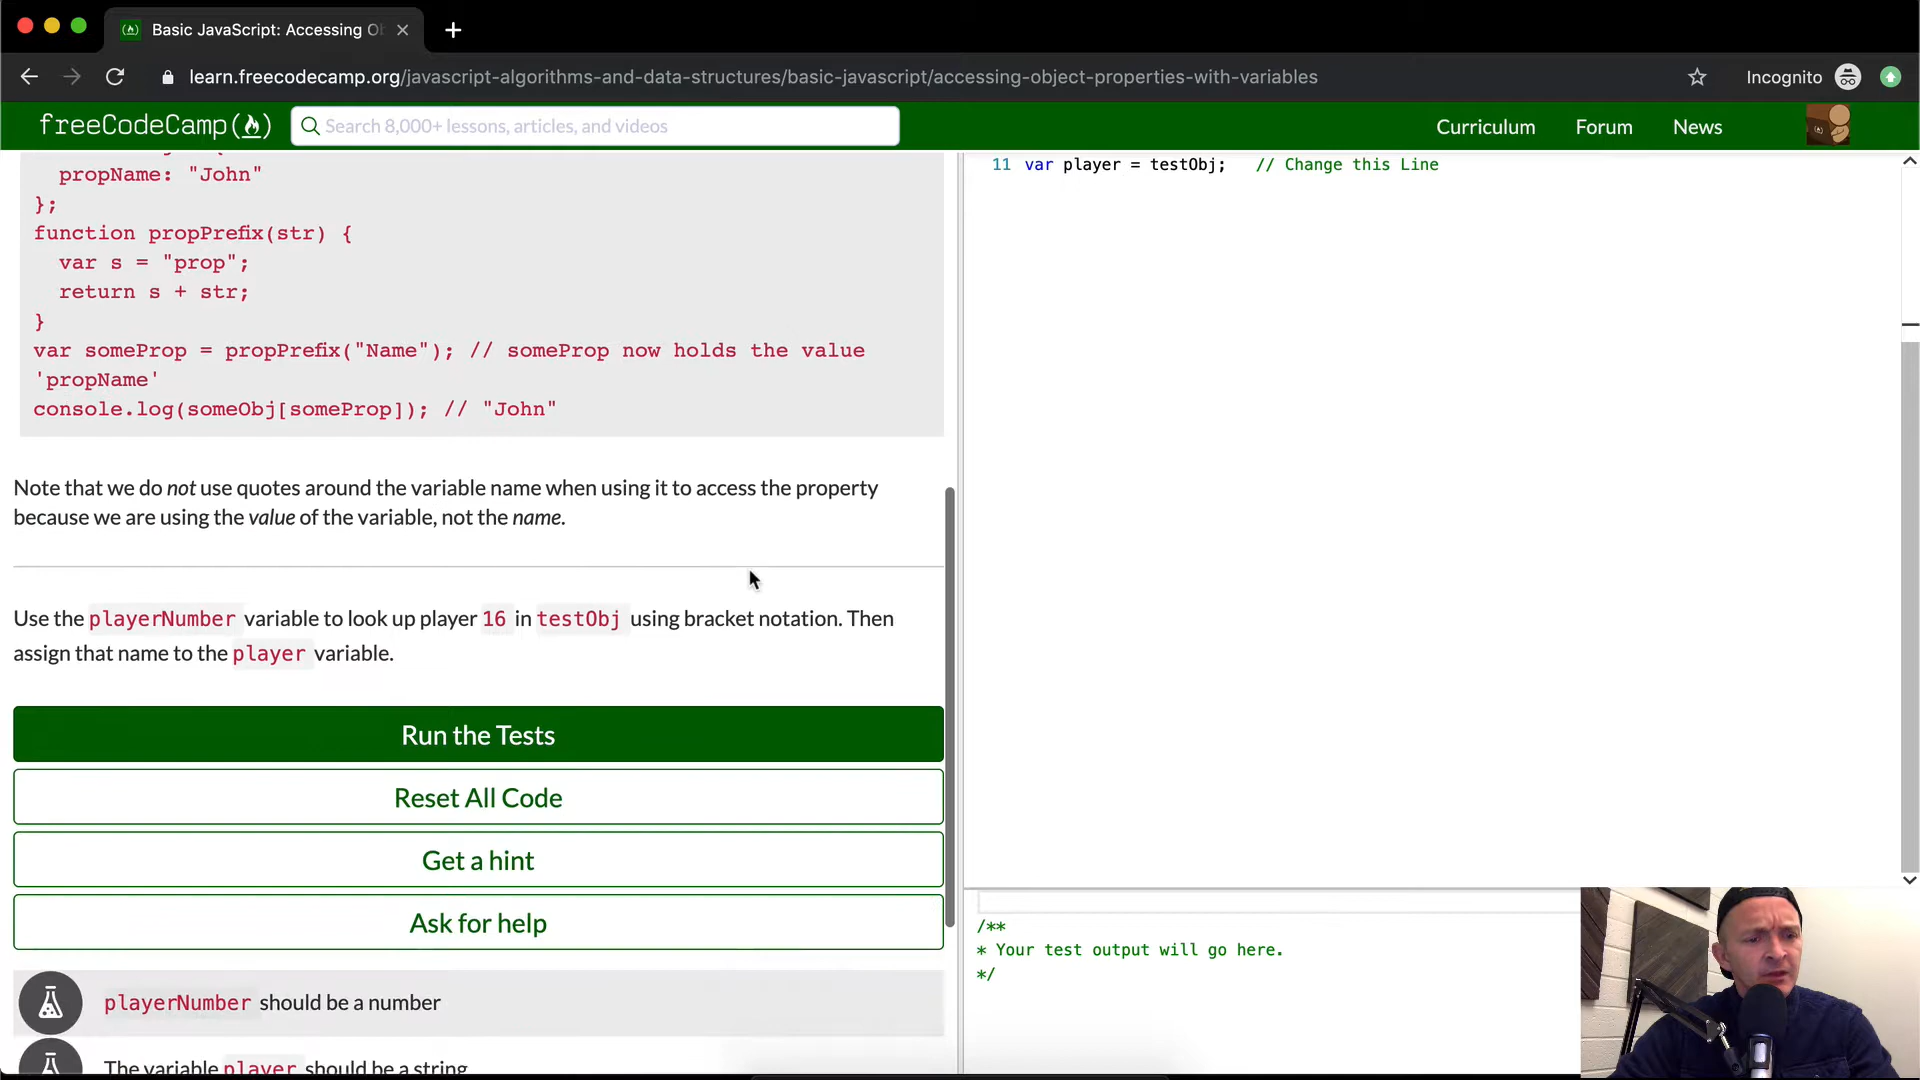 Basic JavaScript: Accessing Ob
learn.freecodecamp.org/javascript-algorithms-and-data-structures/basic-javascript/accessing-object-properties-with-variables
Incognito
freeCodeCamp
Search 8,000+ lessons, articles, and videos
Curriculum
Forum
News
propName: "John"
};
function propPrefix(str) {
var s = "prop";
return s + str;
}
var someProp = propPrefix("Name"); // someProp now holds the value
'propName'
console.log(someObj[someProp]); // "John"
Note that we do not use quotes around the variable name when using it to access the property
because we are using the value of the variable, not the name.
Use the playerNumber variable to look up player 16 in testObj using bracket notation. Then
assign that name to the player variable.
Run the Tests
Reset All Code
Get a hint
Ask for help
playerNumber should be a number
The variable player should be a string
11 var player = testObj; // Change this Line
/**
* Your test output will go here.
*/